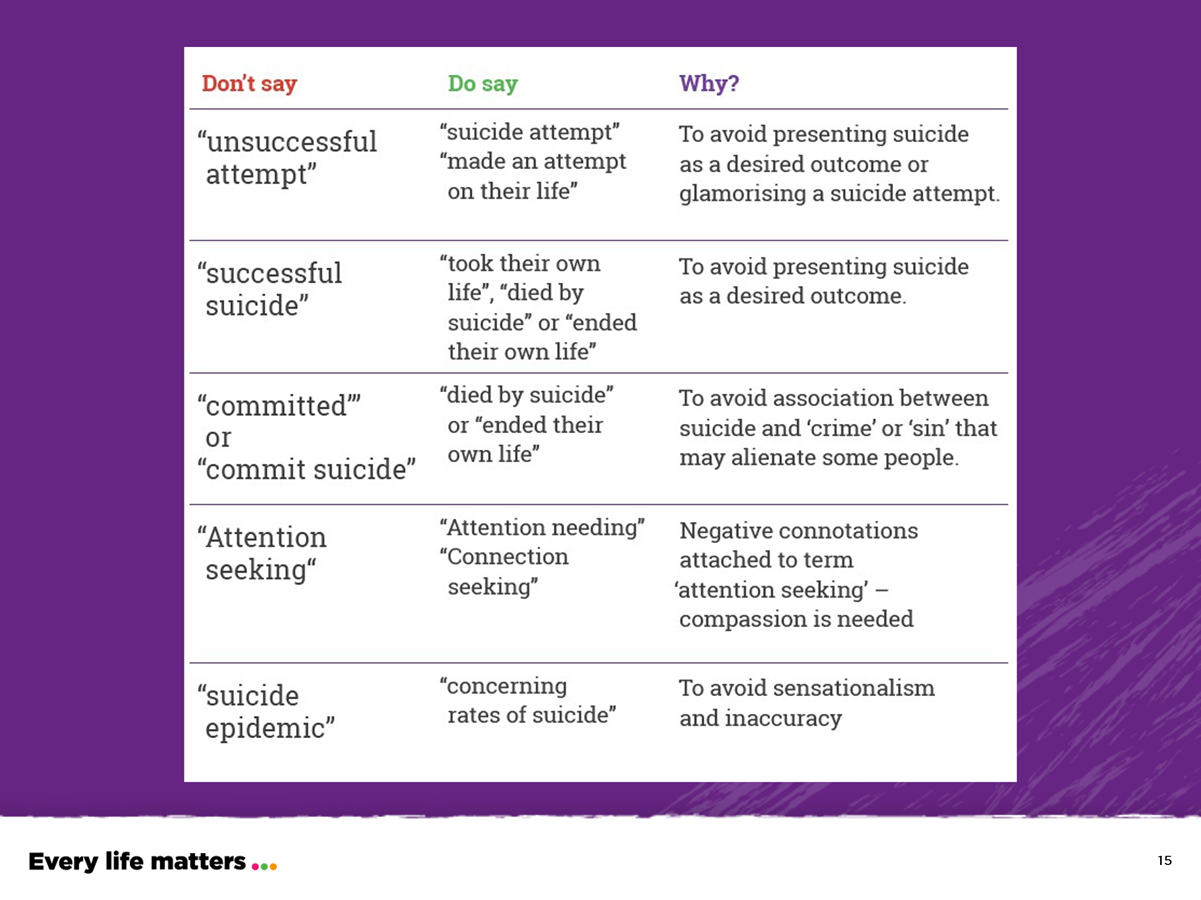 Don't say
Do say
Why?
“unsuccessful
attempt”
“suicide attempt”
“made an attempt
on their life”
To avoid presenting suicide
as a desired outcome or
glamorising a suicide attempt.
“successful
suicide”
“took their own
life”, “died by
suicide” or “ended
their own life”
To avoid presenting suicide
as a desired outcome.
“committed”’
or
“commit suicide”
“died by suicide”
or “ended their
own life”
To avoid association between
suicide and ‘crime’ or ‘sin’ that
may alienate some people.
“Attention
seeking“
“Attention needing”
“Connection
seeking”
Negative connotations
attached to term
‘attention seeking’ –
compassion is needed
“suicide
epidemic”
“concerning
rates of suicide”
To avoid sensationalism
and inaccuracy
Every life matters...
15